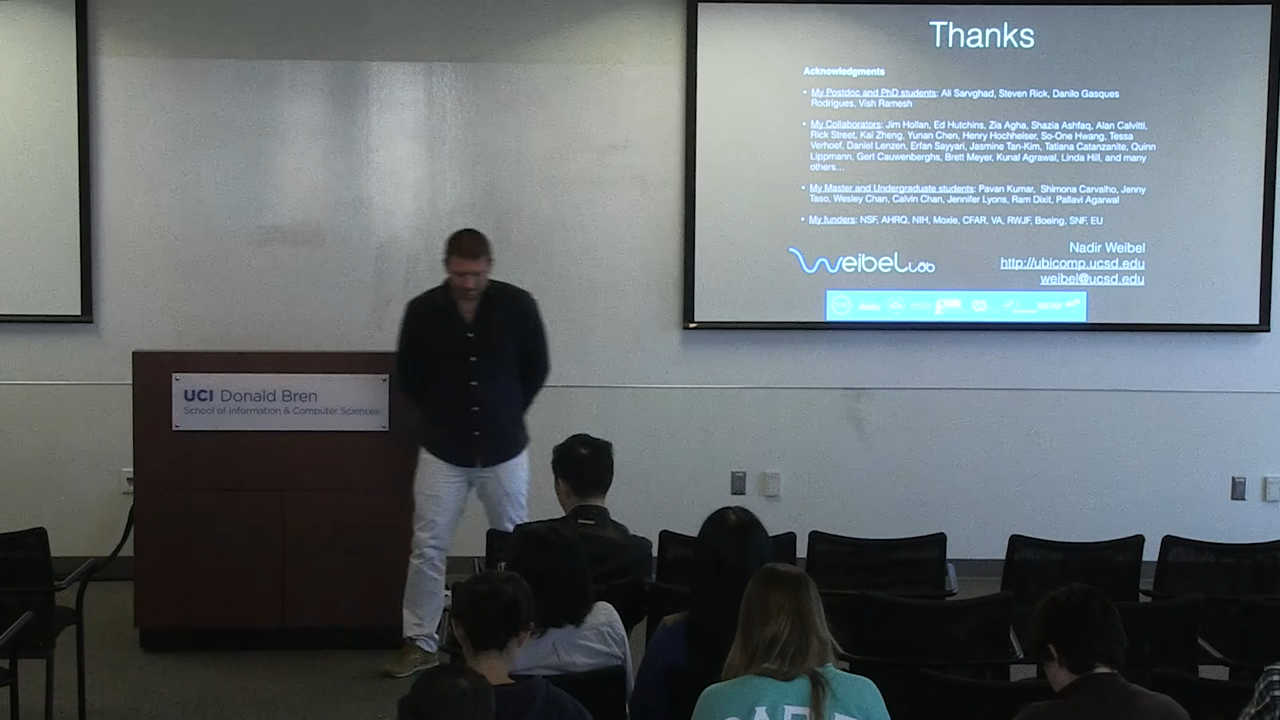 Thanks
Acknowledgments
• My Postdoc and PhD students: Ali Sarvghad, Steven Rick, Danilo Gasques
Rodrigues, Vish Ramesh
• My Collaborators: Jim Hollan, Ed Hutchins, Zia Agha, Shazia Ashfaq, Alan Calvitti,
Rick Street, Kai Zheng, Yunan Chen, Henry Hochheiser, So-One Hwang, Tessa
Verhoef, Daniel Lenzen, Erfan Sayyari, Jasmine Tan-Kim, Tatiana Catanzanite, Quinn
Lippmann, Gert Cauwenberghs, Brett Meyer, Kunal Agrawal, Linda Hill, and many
others...
• My Master and Undergraduate students: Pavan Kumar, Shimona Carvalho, Jenny
Taso, Wesley Chan, Calvin Chan, Jennifer Lyons, Ram Dixit, Pallavi Agarwal
• My funders: NSF, AHRQ, NIH, Moxie, CFAR, VA, RWJF, Boeing, SNF, EU
Weibel Lab
Nadir Weibel
http://ubicomp.ucsd.edu
weibel@ucsd.edu
UCI Donald Bren
School of Information & Computer Sciences